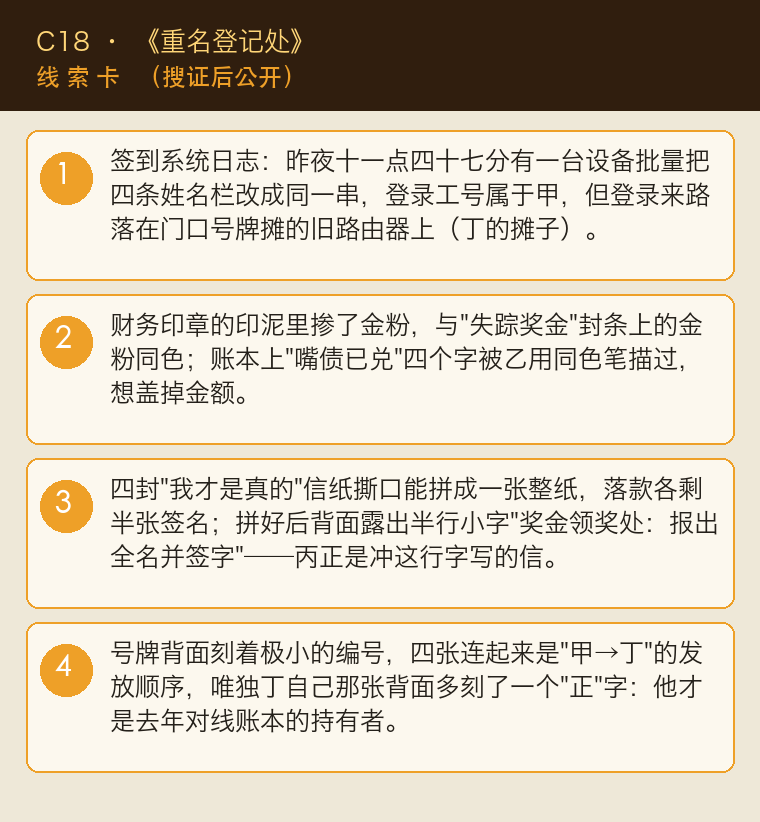 C18 · 《重名登记处》
线 索 卡 （搜证后公开）
1
签到系统日志：昨夜十一点四十七分有一台设备批量把
四条姓名栏改成同一串，登录工号属于甲，但登录来路
落在门口号牌摊的旧路由器上（丁的摊子）。
2
财务印章的印泥里掺了金粉，与"失踪奖金"封条上的金
粉同色；账本上"嘴债已兑"四个字被乙用同色笔描过，
想盖掉金额。
3
四封"我才是真的"信纸撕口能拼成一张整纸，落款各剩
半张签名；拼好后背面露出半行小字"奖金领奖处：报出
全名并签字"——丙正是冲这行字写的信。
4
号牌背面刻着极小的编号，四张连起来是"甲→丁"的发
放顺序，唯独丁自己那张背面多刻了一个"正"字：他才
是去年对线账本的持有者。